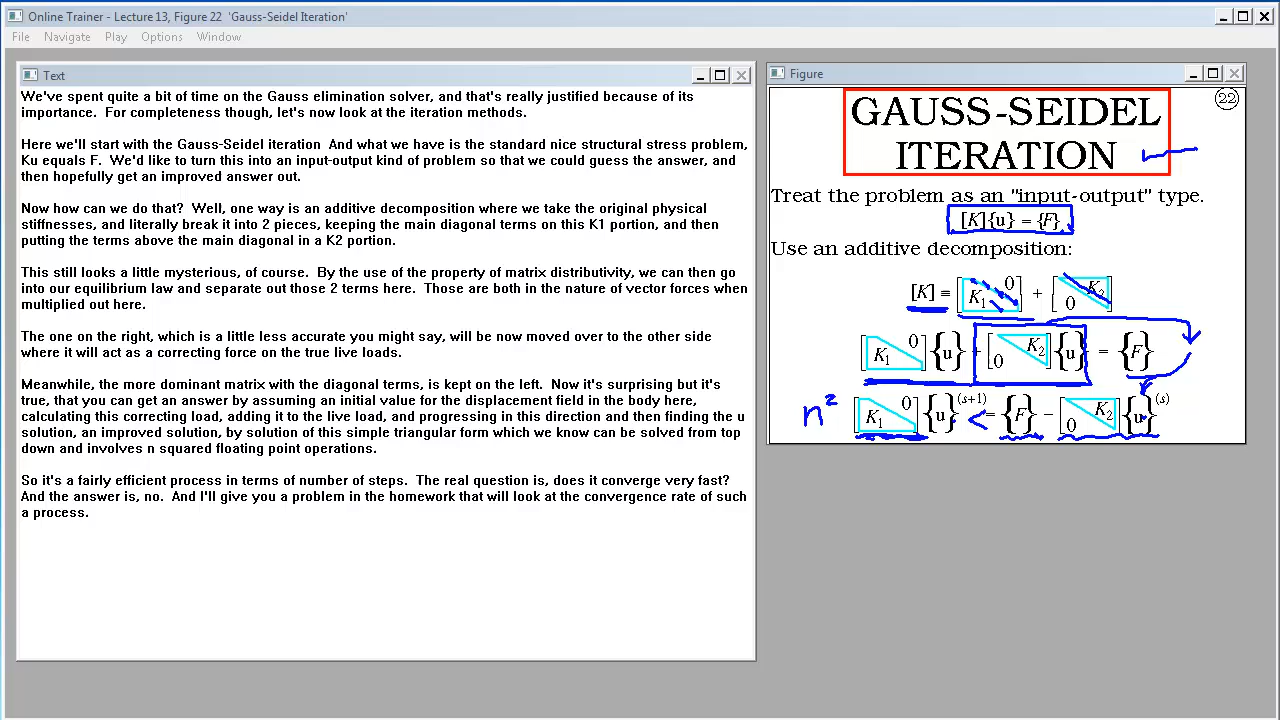 Online Trainer - Lecture 13, Figure 22 'Gauss-Seidel Iteration'
File Navigate Play Options Window
Text
We've spent quite a bit of time on the Gauss elimination solver, and that's really justified because of its
importance. For completeness though, let's now look at the iteration methods.
Here we'll start with the Gauss-Seidel iteration And what we have is the standard nice structural stress problem,
Ku equals F. We'd like to turn this into an input-output kind of problem so that we could guess the answer, and
then hopefully get an improved answer out.
Now how can we do that? Well, one way is an additive decomposition where we take the original physical
stiffnesses, and literally break it into 2 pieces, keeping the main diagonal terms on this K1 portion, and then
putting the terms above the main diagonal in a K2 portion.
This still looks a little mysterious, of course. By the use of the property of matrix distributivity, we can then go
into our equilibrium law and separate out those 2 terms here. Those are both in the nature of vector forces when
multiplied out here.
The one on the right, which is a little less accurate you might say, will be now moved over to the other side
where it will act as a correcting force on the true live loads.
Meanwhile, the more dominant matrix with the diagonal terms, is kept on the left. Now it's surprising but it's
true, that you can get an answer by assuming an initial value for the displacement field in the body here,
calculating this correcting load, adding it to the live load, and progressing in this direction and then finding the u
solution, an improved solution, by solution of this simple triangular form which we know can be solved from top
down and involves n squared floating point operations.
So it's a fairly efficient process in terms of number of steps. The real question is, does it converge very fast?
And the answer is, no. And I'll give you a problem in the homework that will look at the convergence rate of such
a process.
Figure
22
GAUSS-SEIDEL
ITERATION
Treat the problem as an "input-output" type.
[K]{u} = {F}.
Use an additive decomposition:
[K] ≡ [K₁ 0] + [0 K₂]
[K₁ 0]{u} + [0 K₂]{u} = {F}
n² [K₁ 0]{u}⁽ˢ⁺¹⁾ = {F} − [0 K₂]{u}⁽ˢ⁾